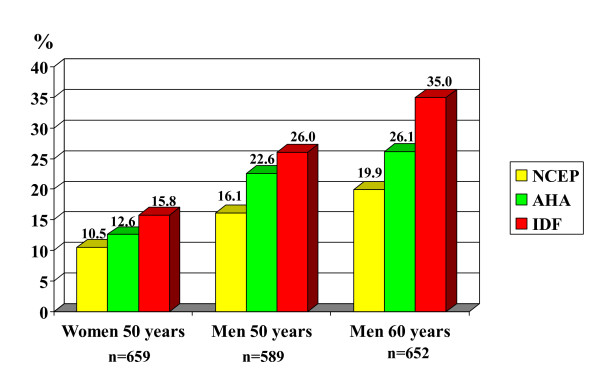 %
40
35
30
25
20
15
10
5
0
10.5
12.6
15.8
16.1
22.6
26.0
19.9
26.1
35.0
NCEP
AHA
IDF
Women 50 years
Men 50 years
Men 60 years
n=659
n=589
n=652